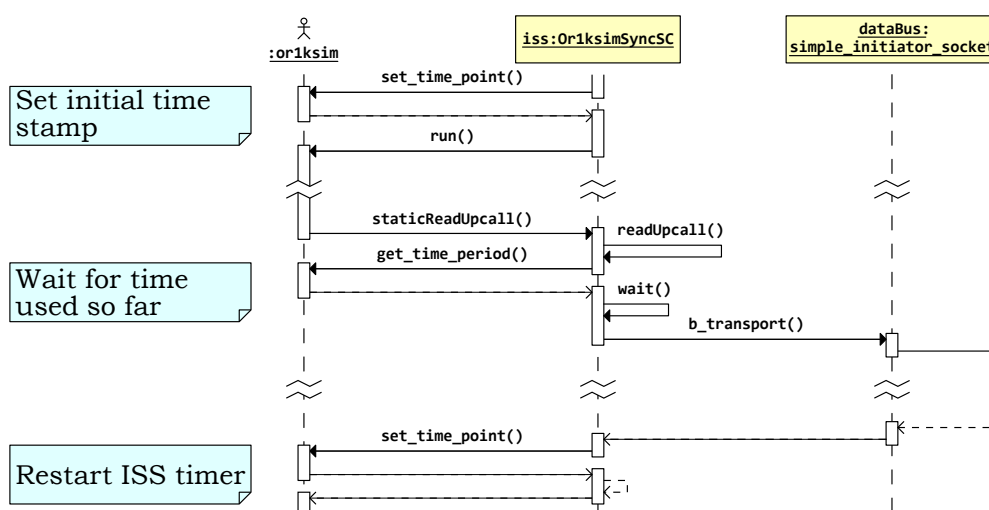 :or1ksim
iss:Or1ksimSyncSC
dataBus:
simple_initiator_socket
set_time_point()
Set initial time
stamp
run()
staticReadUpcall()
readUpcall()
get_time_period()
Wait for time
used so far
wait()
b_transport()
set_time_point()
Restart ISS timer